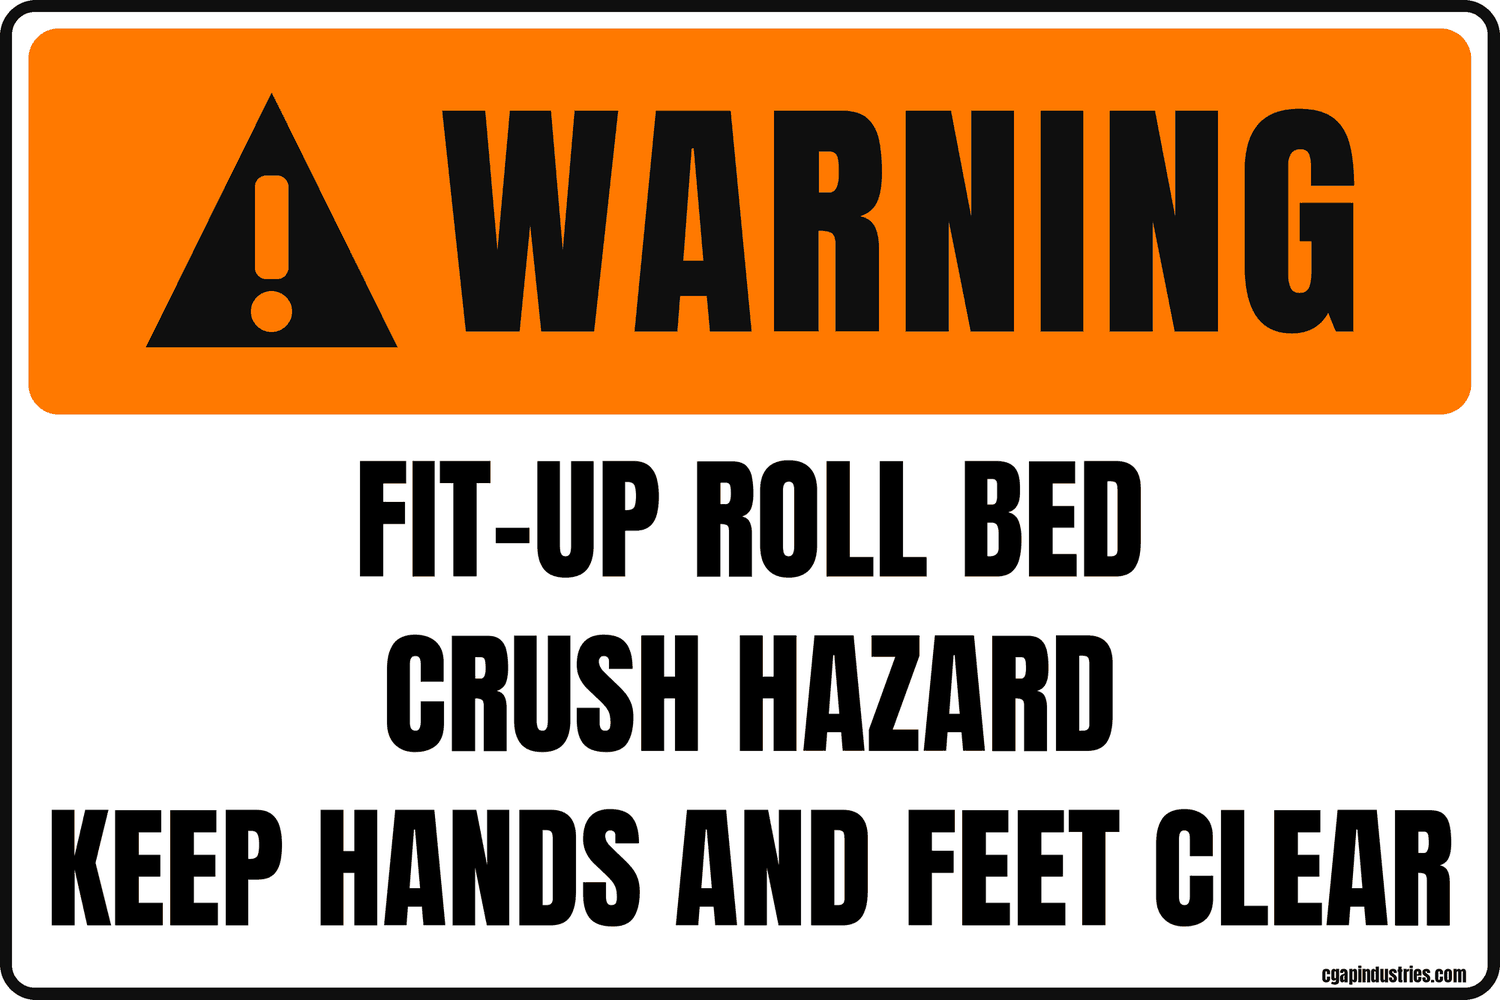 WARNING
FIT-UP ROLL BED
CRUSH HAZARD
KEEP HANDS AND FEET CLEAR
cgapindustries.com